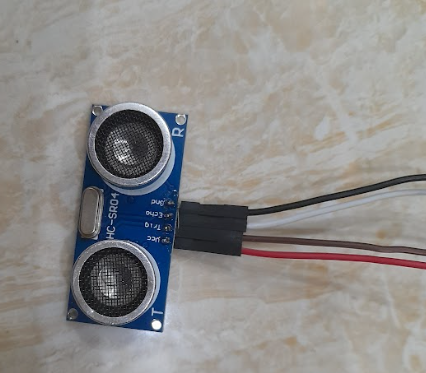 R
Gnd
Echo
Trig
Vcc
HC-SR04
T